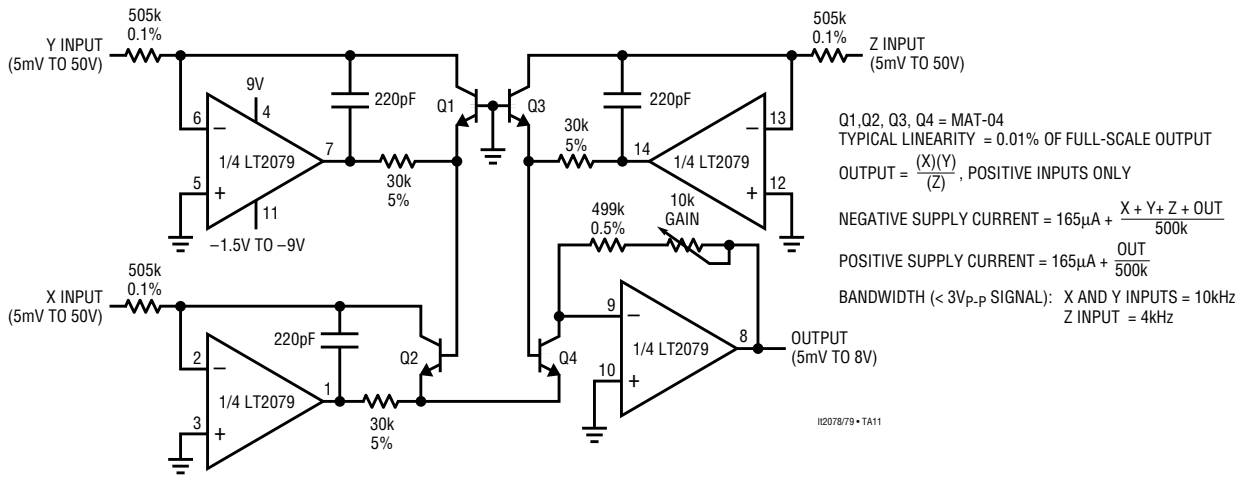 505k
0.1%
Y INPUT
(5mV TO 50V)
9V
4
6
–
1/4 LT2079
7
5
+
11
–1.5V TO –9V
220pF
30k
5%
Q1
Q3
505k
0.1%
Z INPUT
(5mV TO 50V)
220pF
30k
5%
14
13
–
1/4 LT2079
12
+
505k
0.1%
X INPUT
(5mV TO 50V)
220pF
2
–
1/4 LT2079
1
3
+
30k
5%
Q2
Q4
499k
0.5%
10k
GAIN
9
–
1/4 LT2079
8
10
+
OUTPUT
(5mV TO 8V)
Q1,Q2, Q3, Q4 = MAT-04
TYPICAL LINEARITY = 0.01% OF FULL-SCALE OUTPUT
OUTPUT = (X)(Y)
(Z) , POSITIVE INPUTS ONLY
NEGATIVE SUPPLY CURRENT = 165µA + X + Y+ Z + OUT
500k
POSITIVE SUPPLY CURRENT = 165µA + OUT
500k
BANDWIDTH (< 3VP-P SIGNAL): X AND Y INPUTS = 10kHz
Z INPUT = 4kHz
lt2078/79 • TA11